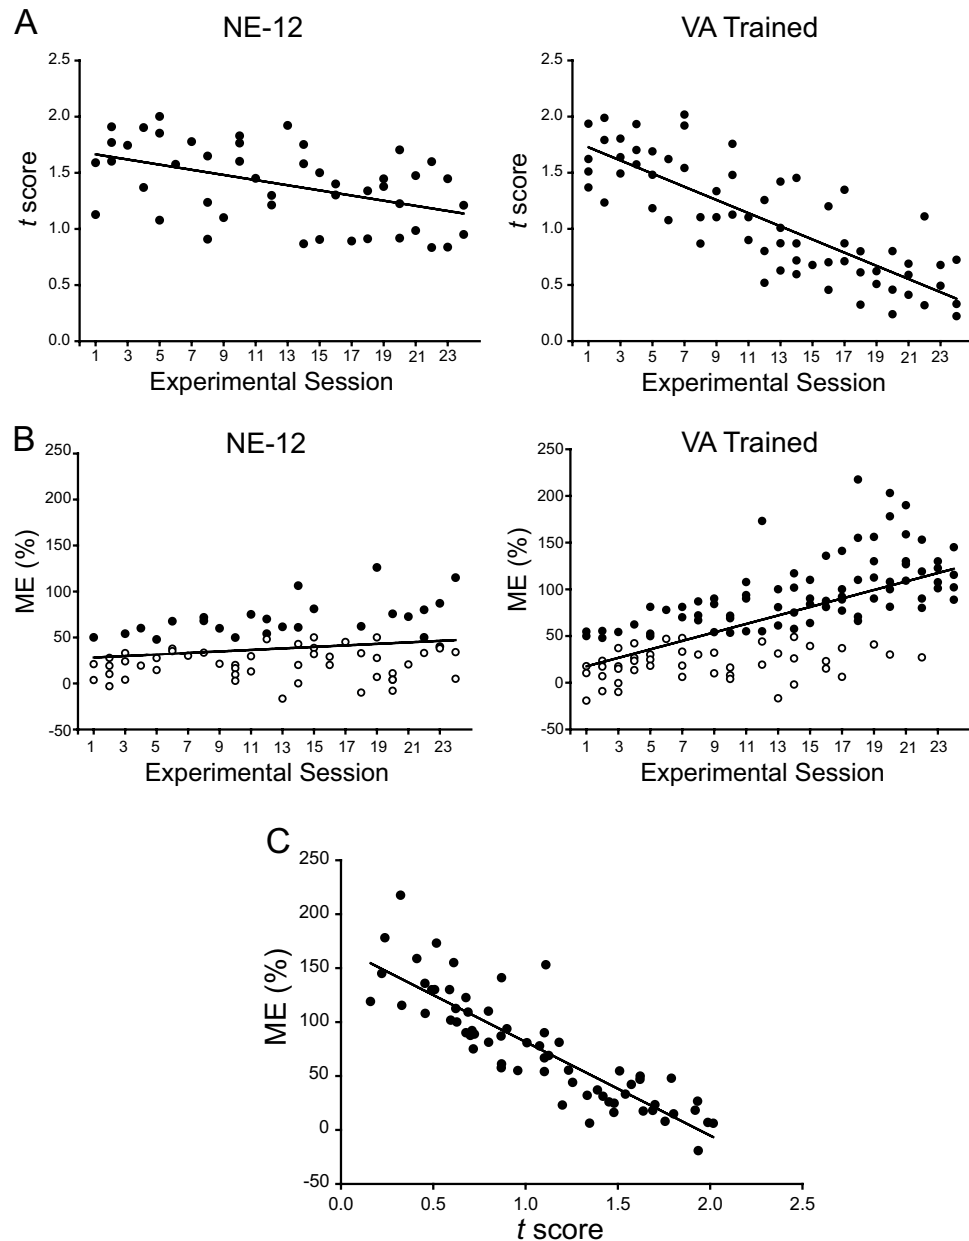 A
NE-12
VA Trained
t score
2.5
2.0
1.5
1.0
0.5
0.0
1 3 5 7 9 11 13 15 17 19 21 23
Experimental Session
t score
2.5
2.0
1.5
1.0
0.5
0.0
1 3 5 7 9 11 13 15 17 19 21 23
Experimental Session
B
NE-12
VA Trained
ME (%)
250
200
150
100
50
0
-50
1 3 5 7 9 11 13 15 17 19 21 23
Experimental Session
ME (%)
250
200
150
100
50
0
-50
1 3 5 7 9 11 13 15 17 19 21 23
Experimental Session
C
ME (%)
250
200
150
100
50
0
-50
0.0 0.5 1.0 1.5 2.0 2.5
t score